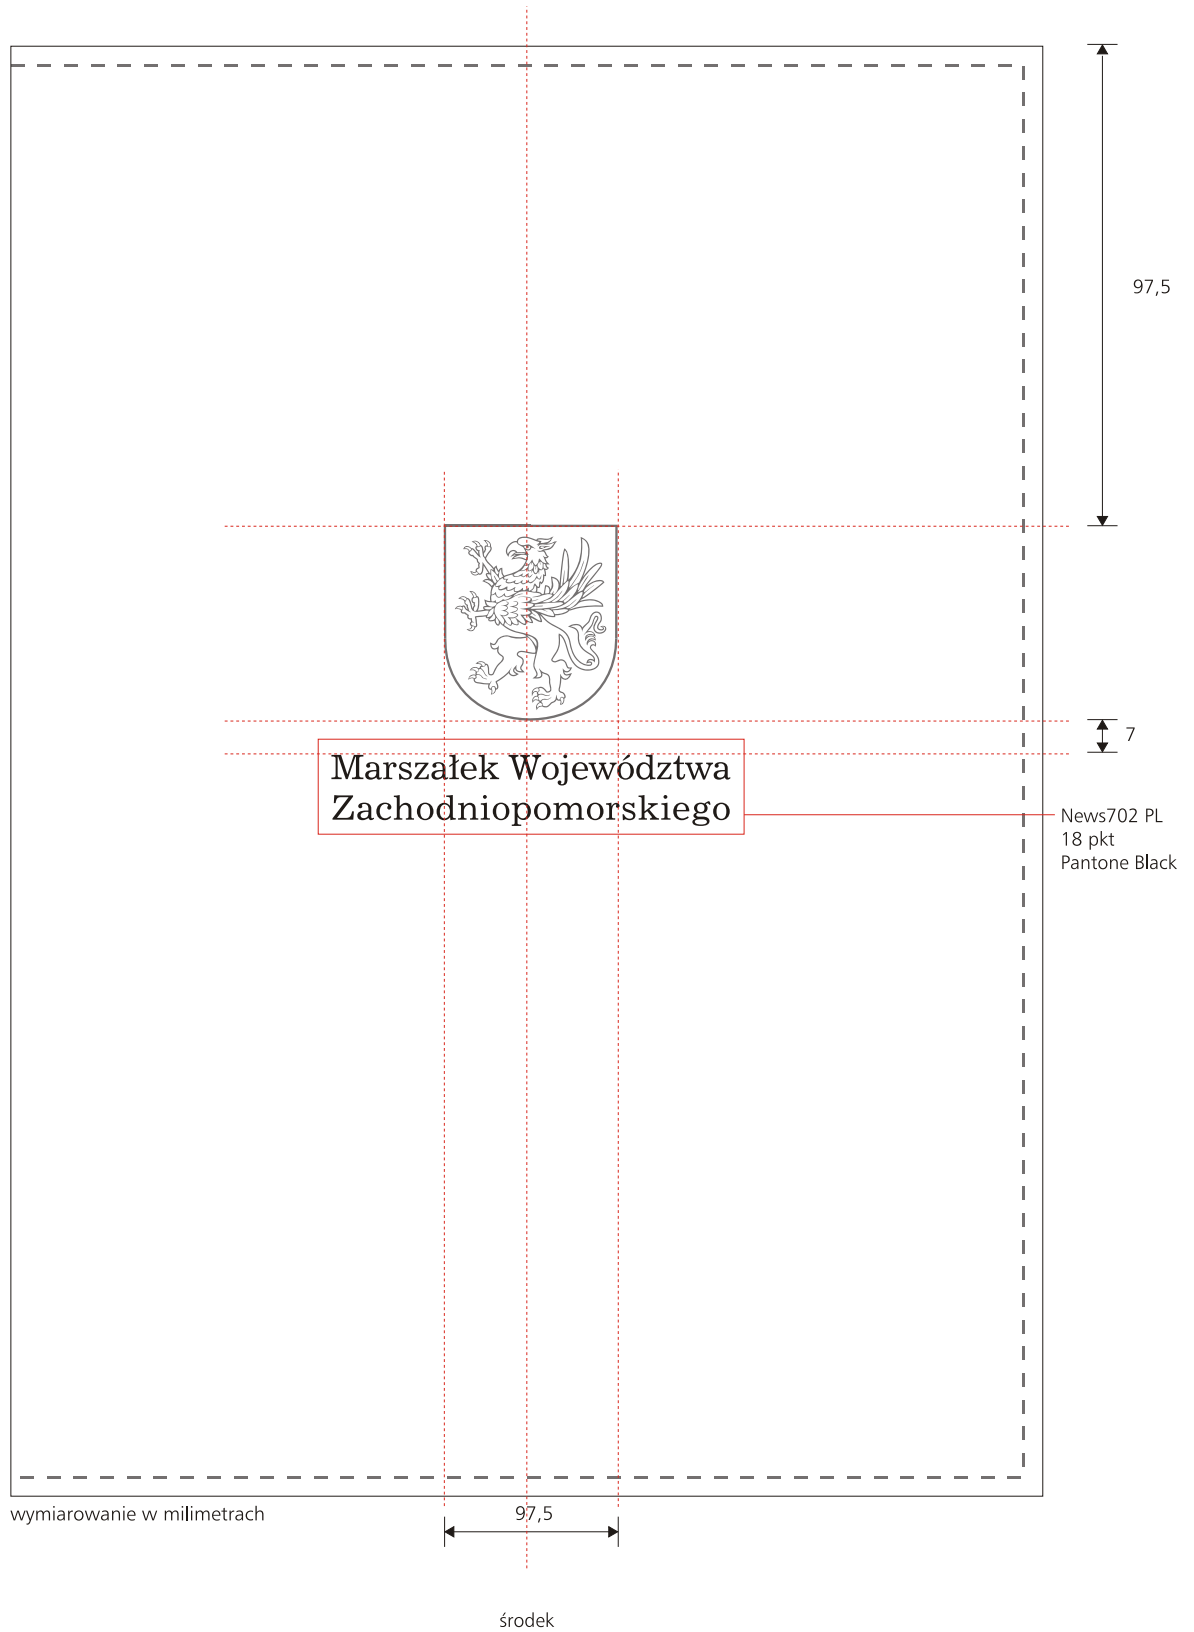 97,5
7
Marszałek Województwa
Zachodniopomorskiego
News702 PL
18 pkt
Pantone Black
wymiarowanie w milimetrach
97,5
środek